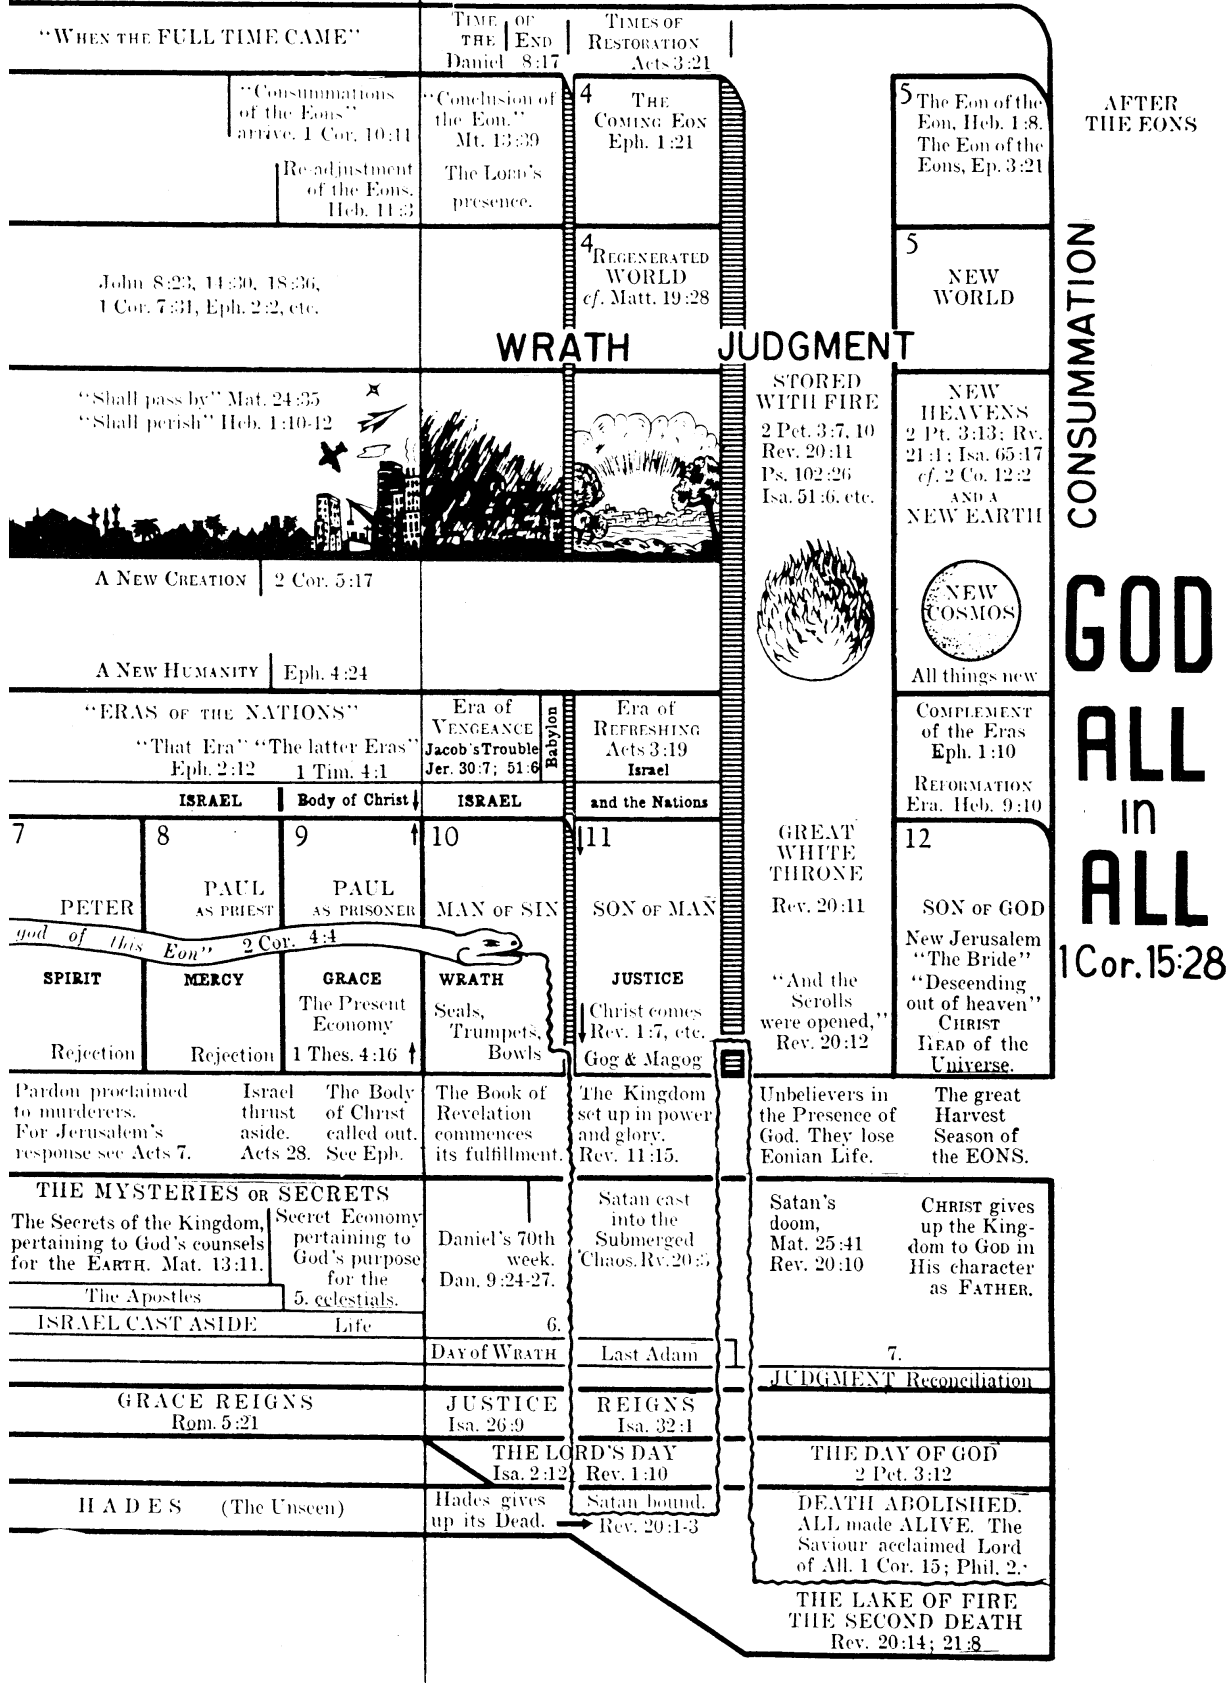 “WHEN THE FULL TIME CAME”
TIME OF
THE END
Daniel 8:17
TIMES OF
RESTORATION
Acts 3:21
“Consummations
of the Eons”
arrive. 1 Cor. 10:11
Re-adjustment
of the Eons.
Heb. 11:3
“Conclusion of
the Eon.”
Mt. 13:39
The LORD'S
presence.
4
THE
COMING EON
Eph. 1:21
5 The Eon of the
Eon, Heb. 1:8.
The Eon of the
Eons, Ep. 3:21
AFTER
THE EONS
John 8:23, 14:30, 18:36,
1 Cor. 7:31, Eph. 2:2, etc.
4
REGENERATED
WORLD
cf. Matt. 19:28
5
NEW
WORLD
WRATH
JUDGMENT
CONSUMMATION
“Shall pass by” Mat. 24:35
“Shall perish” Heb. 1:10-12
STORED
WITH FIRE
2 Pet. 3:7, 10
Rev. 20:11
Ps. 102:26
Isa. 51:6, etc.
NEW
HEAVENS
2 Pt. 3:13; Rv.
21:1; Isa. 65:17
cf. 2 Co. 12:2
AND A
NEW EARTH
A NEW CREATION
2 Cor. 5:17
A NEW HUMANITY
Eph. 4:24
NEW
COSMOS
All things new
GOD
ALL
in
ALL
1 Cor. 15:28
“ERAS OF THE NATIONS”
“That Era” “The latter Eras”
Eph. 2:12 1 Tim. 4:1
Era of
VENGEANCE
Jacob's Trouble
Jer. 30:7; 51:6
Babylon
Era of
REFRESHING
Acts 3:19
Israel
COMPLEMENT
of the Eras
Eph. 1:10
REFORMATION
Era. Heb. 9:10
ISRAEL
Body of Christ
ISRAEL
and the Nations
7
PETER
8
PAUL
AS PRIEST
9
PAUL
AS PRISONER
10
MAN OF SIN
11
SON OF MAN
GREAT
WHITE
THRONE
Rev. 20:11
12
SON OF GOD
god of this Eon” 2 Cor. 4:4
SPIRIT
Rejection
MERCY
Rejection
GRACE
The Present
Economy
1 Thes. 4:16
WRATH
Seals,
Trumpets,
Bowls
JUSTICE
Christ comes
Rev. 1:7, etc.
Gog & Magog
“And the
Scrolls
were opened,”
Rev. 20:12
New Jerusalem
“The Bride”
“Descending
out of heaven”
CHRIST
HEAD of the
Universe.
Pardon proclaimed
to murderers.
For Jerusalem's
response see Acts 7.
Israel
thrust
aside.
Acts 28.
The Body
of Christ
called out.
See Eph.
The Book of
Revelation
commences
its fulfillment.
The Kingdom
set up in power
and glory.
Rev. 11:15.
Unbelievers in
the Presence of
God. They lose
Eonian Life.
The great
Harvest
Season of
the EONS.
THE MYSTERIES OR SECRETS
The Secrets of the Kingdom,
pertaining to God's counsels
for the EARTH. Mat. 13:11.
Secret Economy
pertaining to
God's purpose
for the
5. celestials.
The Apostles
ISRAEL CAST ASIDE
Life
Daniel's 70th
week.
Dan. 9:24-27.
6.
Satan cast
into the
Submerged
Chaos. Rv. 20:3
Satan's
doom,
Mat. 25:41
Rev. 20:10
CHRIST gives
up the King-
dom to GOD in
His character
as FATHER.
DAY of WRATH
Last Adam
7.
JUDGMENT Reconciliation
GRACE REIGNS
Rom. 5:21
JUSTICE
Isa. 26:9
REIGNS
Isa. 32:1
THE LORD'S DAY
Isa. 2:12 Rev. 1:10
THE DAY OF GOD
2 Pet. 3:12
HADES (The Unseen)
Hades gives
up its Dead.
Satan bound.
Rev. 20:1-3
DEATH ABOLISHED.
ALL made ALIVE. The
Saviour acclaimed Lord
of All. 1 Cor. 15; Phil. 2.
THE LAKE OF FIRE
THE SECOND DEATH
Rev. 20:14; 21:8